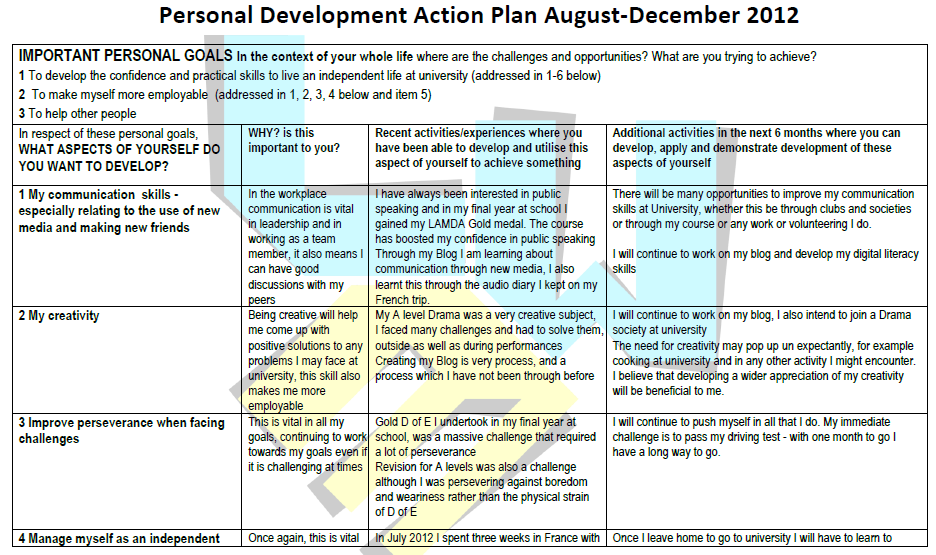 Personal Development Action Plan August-December 2012
IMPORTANT PERSONAL GOALS In the context of your whole life where are the challenges and opportunities? What are you trying to achieve?
1 To develop the confidence and practical skills to live an independent life at university (addressed in 1-6 below)
2 To make myself more employable (addressed in 1, 2, 3, 4 below and item 5)
3 To help other people
In respect of these personal goals,
WHAT ASPECTS OF YOURSELF DO
YOU WANT TO DEVELOP?
WHY? is this
important to you?
Recent activities/experiences where you
have been able to develop and utilise this
aspect of yourself to achieve something
Additional activities in the next 6 months where you can
develop, apply and demonstrate development of these
aspects of yourself
1 My communication skills -
especially relating to the use of new
media and making new friends
In the workplace
communication is vital
in leadership and in
working as a team
member, it also means I
can have good
discussions with my
peers
I have always been interested in public
speaking and in my final year at school I
gained my LAMDA Gold medal. The course
has boosted my confidence in public speaking
Through my Blog I am learning about
communication through new media, I also
learnt this through the audio diary I kept on my
French trip.
There will be many opportunities to improve my communication
skills at University, whether this be through clubs and societies
or through my course or any work or volunteering I do.
I will continue to work on my blog and develop my digital literacy
skills
2 My creativity
Being creative will help
me come up with
positive solutions to any
problems I may face at
university, this skill also
makes me more
employable
My A level Drama was a very creative subject,
I faced many challenges and had to solve them,
outside as well as during performances
Creating my Blog is very process, and a
process which I have not been through before
I will continue to work on my blog, I also intend to join a Drama
society at university
The need for creativity may pop up un expectantly, for example
cooking at university and in any other activity I might encounter.
I believe that developing a wider appreciation of my creativity
will be beneficial to me.
3 Improve perseverance when facing
challenges
This is vital in all my
goals, continuing to work
towards my goals even if
it is challenging at times
Gold D of E I undertook in my final year at
school, was a massive challenge that required
a lot of perseverance
Revision for A levels was also a challenge
although I was persevering against boredom
and weariness rather than the physical strain
of D of E
I will continue to push myself in all that I do. My immediate
challenge is to pass my driving test - with one month to go I
have a long way to go.
4 Manage myself as an independent
Once again, this is vital
In July 2012 I spent three weeks in France with
Once I leave home to go to university I will have to learn to